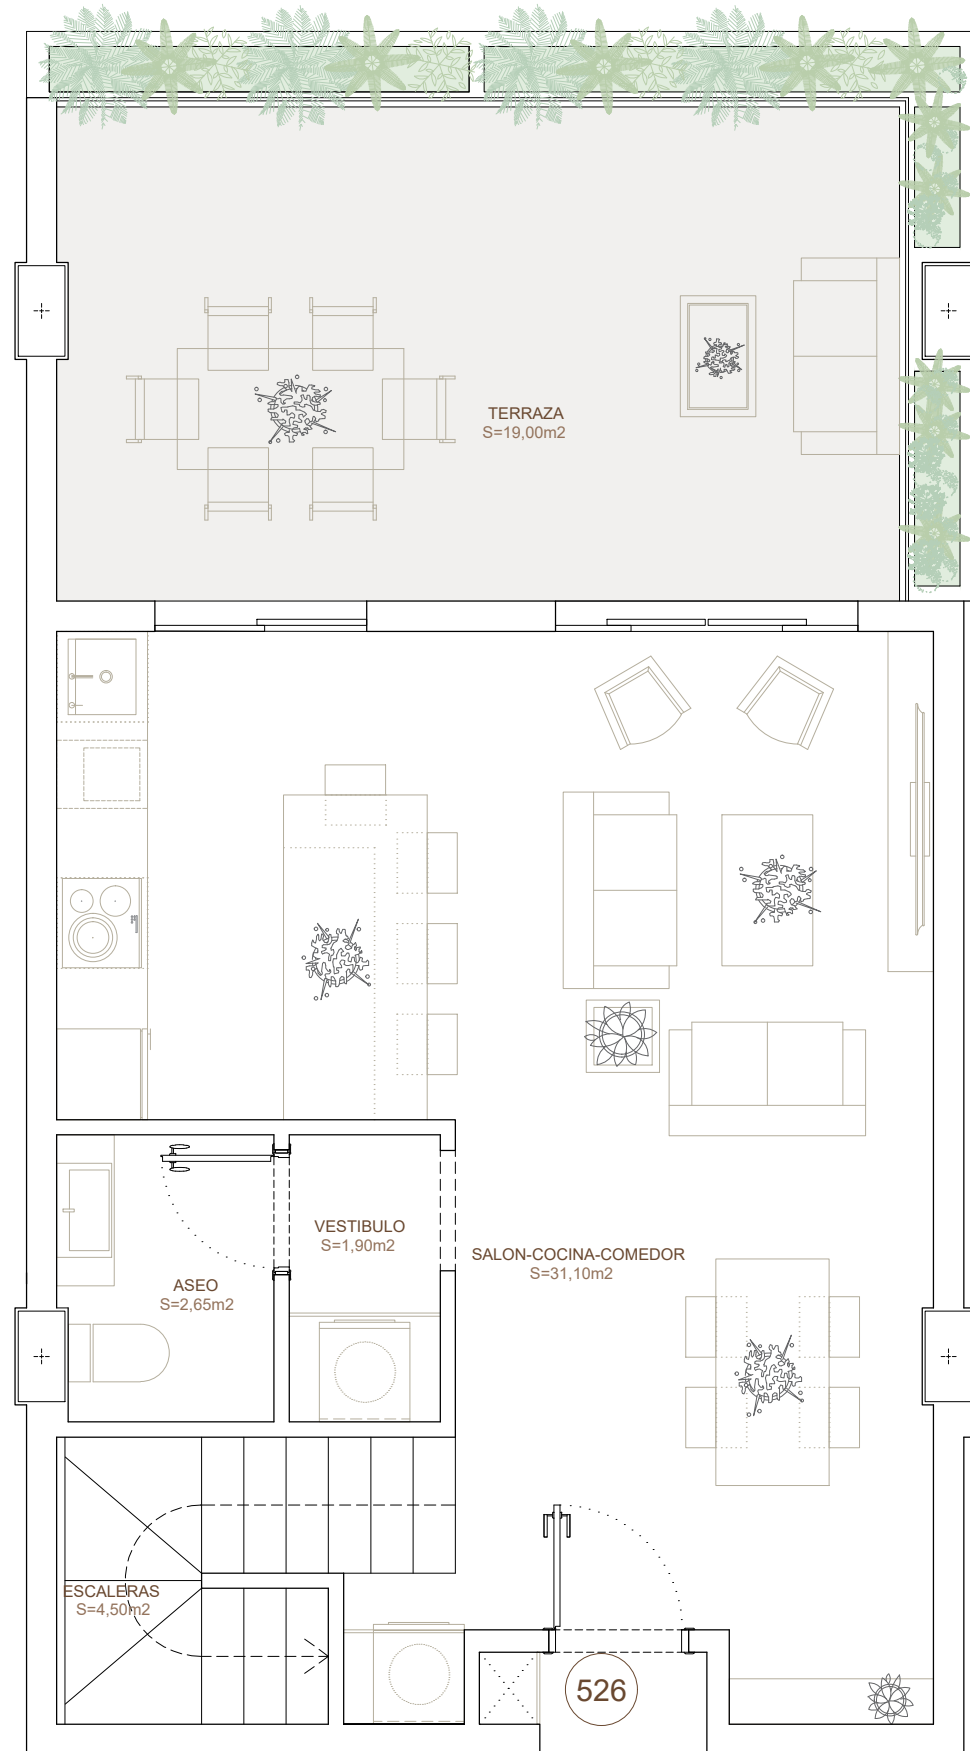 TERRAZA
S=19,00m2
VESTIBULO
S=1,90m2
SALON-COCINA-COMEDOR
S=31,10m2
ASEO
S=2,65m2
ESCALERAS
S=4,50m2
526